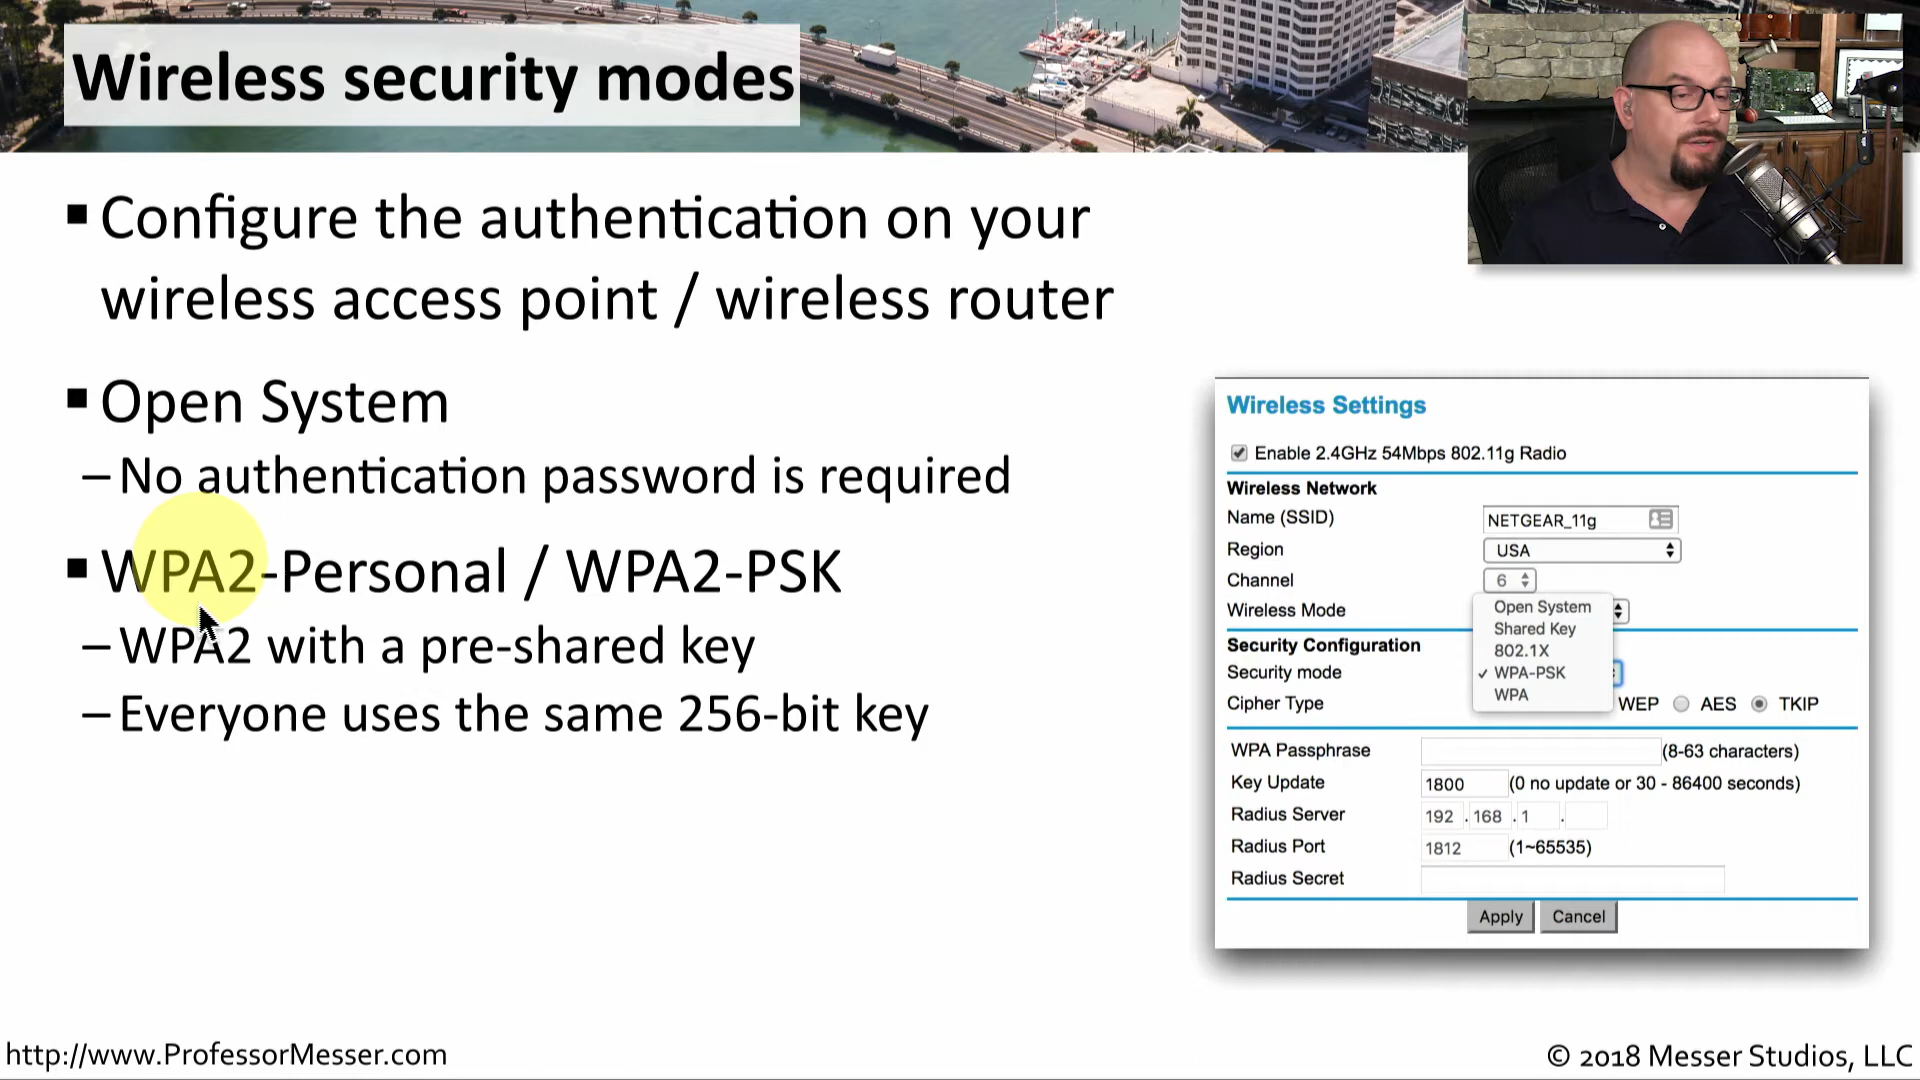 Wireless security modes
▪ Configure the authentication on your
wireless access point / wireless router
▪ Open System
– No authentication password is required
▪ WPA2-Personal / WPA2-PSK
– WPA2 with a pre-shared key
– Everyone uses the same 256-bit key
Wireless Settings
Enable 2.4GHz 54Mbps 802.11g Radio
Wireless Network
Name (SSID) NETGEAR_11g
Region USA
Channel 6
Wireless Mode
Open System
Shared Key
802.1X
✓ WPA-PSK
WPA
Security Configuration
Security mode
Cipher Type WEP AES TKIP
WPA Passphrase (8-63 characters)
Key Update 1800 (0 no update or 30 - 86400 seconds)
Radius Server 192 . 168 . 1 .
Radius Port 1812 (1~65535)
Radius Secret
Apply Cancel
http://www.ProfessorMesser.com
© 2018 Messer Studios, LLC